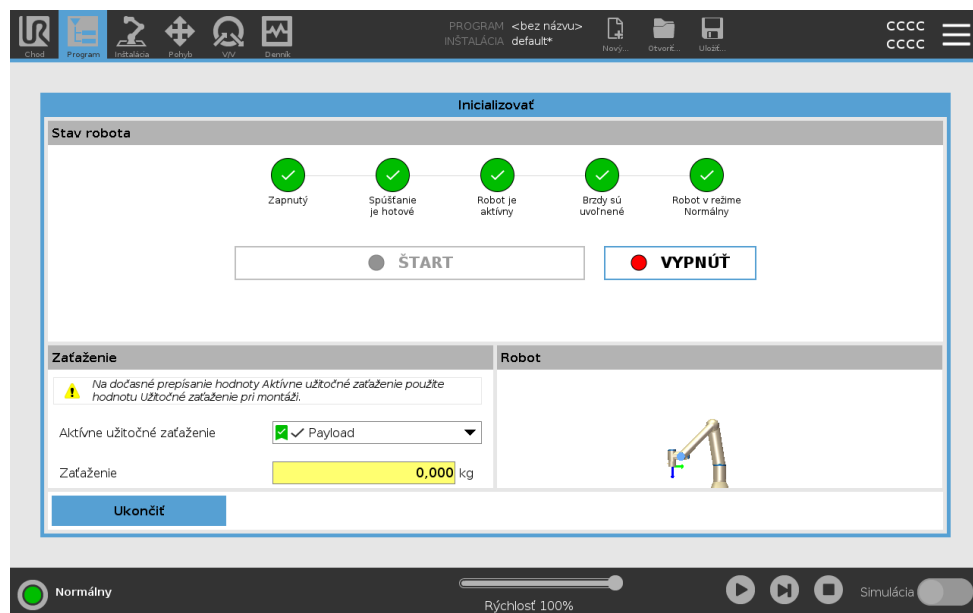 PROGRAM <bez názvu>
INŠTALÁCIA default*
CCCC
CCCC
Chod
Program
Inštalácia
Pohyb
V/V
Denník
Nový...
Otvoriť...
Uložiť...
Inicializovať
Stav robota
Zapnutý
Spúšťanie
je hotové
Robot je
aktívny
Brzdy sú
uvoľnené
Robot v režime
Normálny
ŠTART
VYPNÚŤ
Zaťaženie
Robot
Na dočasné prepísanie hodnoty Aktívne užitočné zaťaženie použite
hodnotu Užitočné zaťaženie pri montáži.
Aktívne užitočné zaťaženie
Payload
Zaťaženie
0,000 kg
Ukončiť
Normálny
Rýchlosť 100%
Simulácia